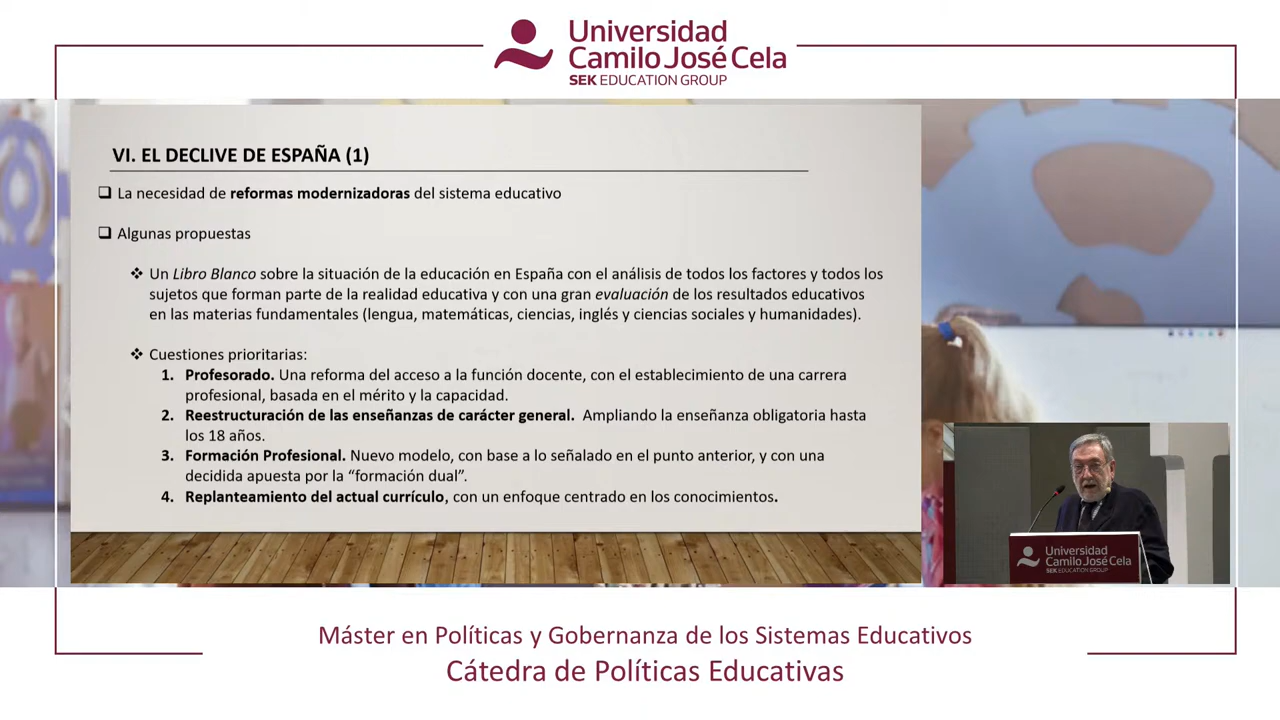 Universidad
Camilo José Cela
SEK EDUCATION GROUP
VI. EL DECLIVE DE ESPAÑA (1)
La necesidad de reformas modernizadoras del sistema educativo
Algunas propuestas
Un Libro Blanco sobre la situación de la educación en España con el análisis de todos los factores y todos los
sujetos que forman parte de la realidad educativa y con una gran evaluación de los resultados educativos
en las materias fundamentales (lengua, matemáticas, ciencias, inglés y ciencias sociales y humanidades).
Cuestiones prioritarias:
1. Profesorado. Una reforma del acceso a la función docente, con el establecimiento de una carrera
profesional, basada en el mérito y la capacidad.
2. Reestructuración de las enseñanzas de carácter general. Ampliando la enseñanza obligatoria hasta
los 18 años.
3. Formación Profesional. Nuevo modelo, con base a lo señalado en el punto anterior, y con una
decidida apuesta por la “formación dual”.
4. Replanteamiento del actual currículo, con un enfoque centrado en los conocimientos.
Universidad
Camilo José Cela
SEK EDUCATION GROUP
Máster en Políticas y Gobernanza de los Sistemas Educativos
Cátedra de Políticas Educativas